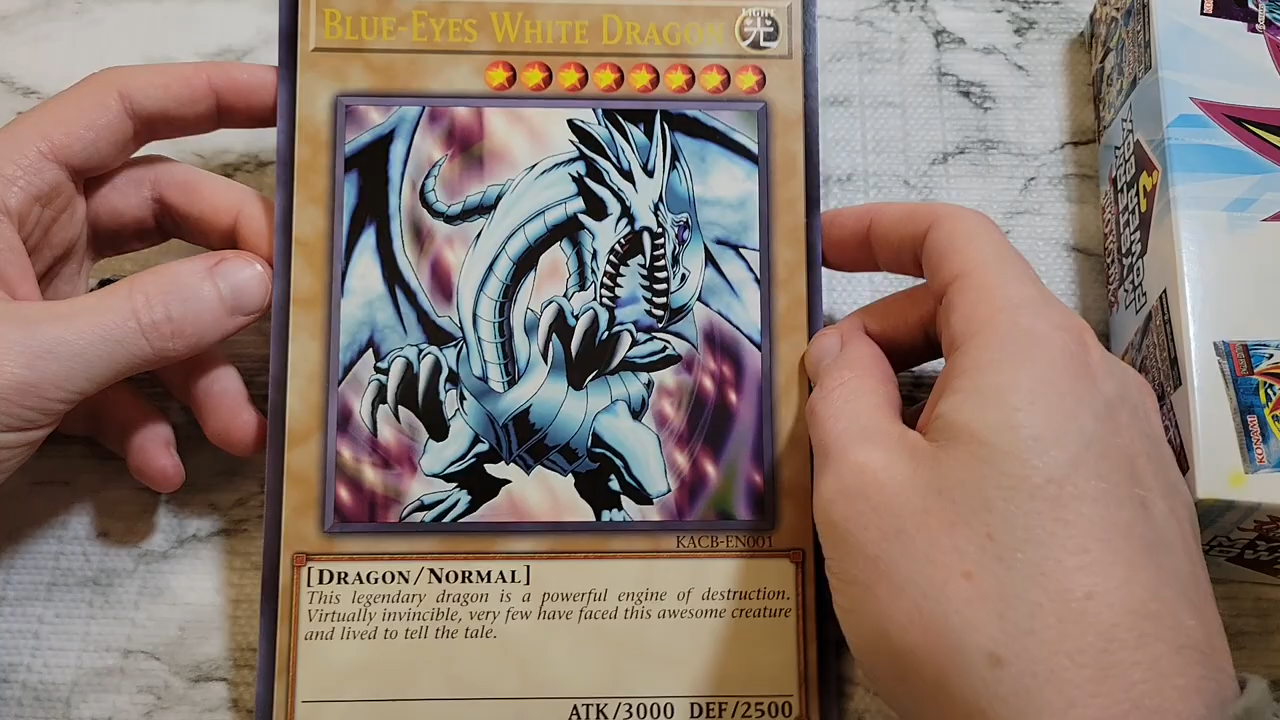 BLUE-EYES WHITE DRAGON
LIGHT
光
KACB-EN001
[DRAGON/NORMAL]
This legendary dragon is a powerful engine of destruction.
Virtually invincible, very few have faced this awesome creature
and lived to tell the tale.
ATK/3000 DEF/2500
KONAMI